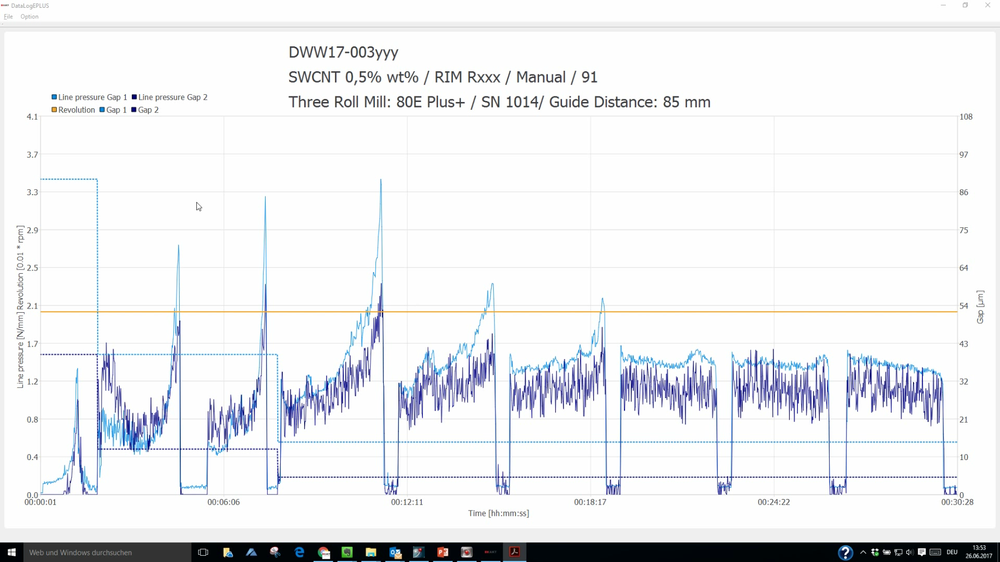 DataLogEPLUS
File Option
DWW17-003yyy
SWCNT 0,5% wt% / RIM Rxxx / Manual / 91
Three Roll Mill: 80E Plus+ / SN 1014/ Guide Distance: 85 mm
Line pressure Gap 1 Line pressure Gap 2
Revolution Gap 1 Gap 2
4.1
3.7
3.3
2.9
2.5
2.1
1.7
1.2
0.8
0.4
0.0
Line pressure [N/mm] Revolution [0.01 * rpm]
108
97
86
75
64
54
43
32
21
10
0
Gap [µm]
00:00:01 00:06:06 00:12:11 00:18:17 00:24:22 00:30:28
Time [hh:mm:ss]
Web und Windows durchsuchen
DEU
13:53
26.06.2017